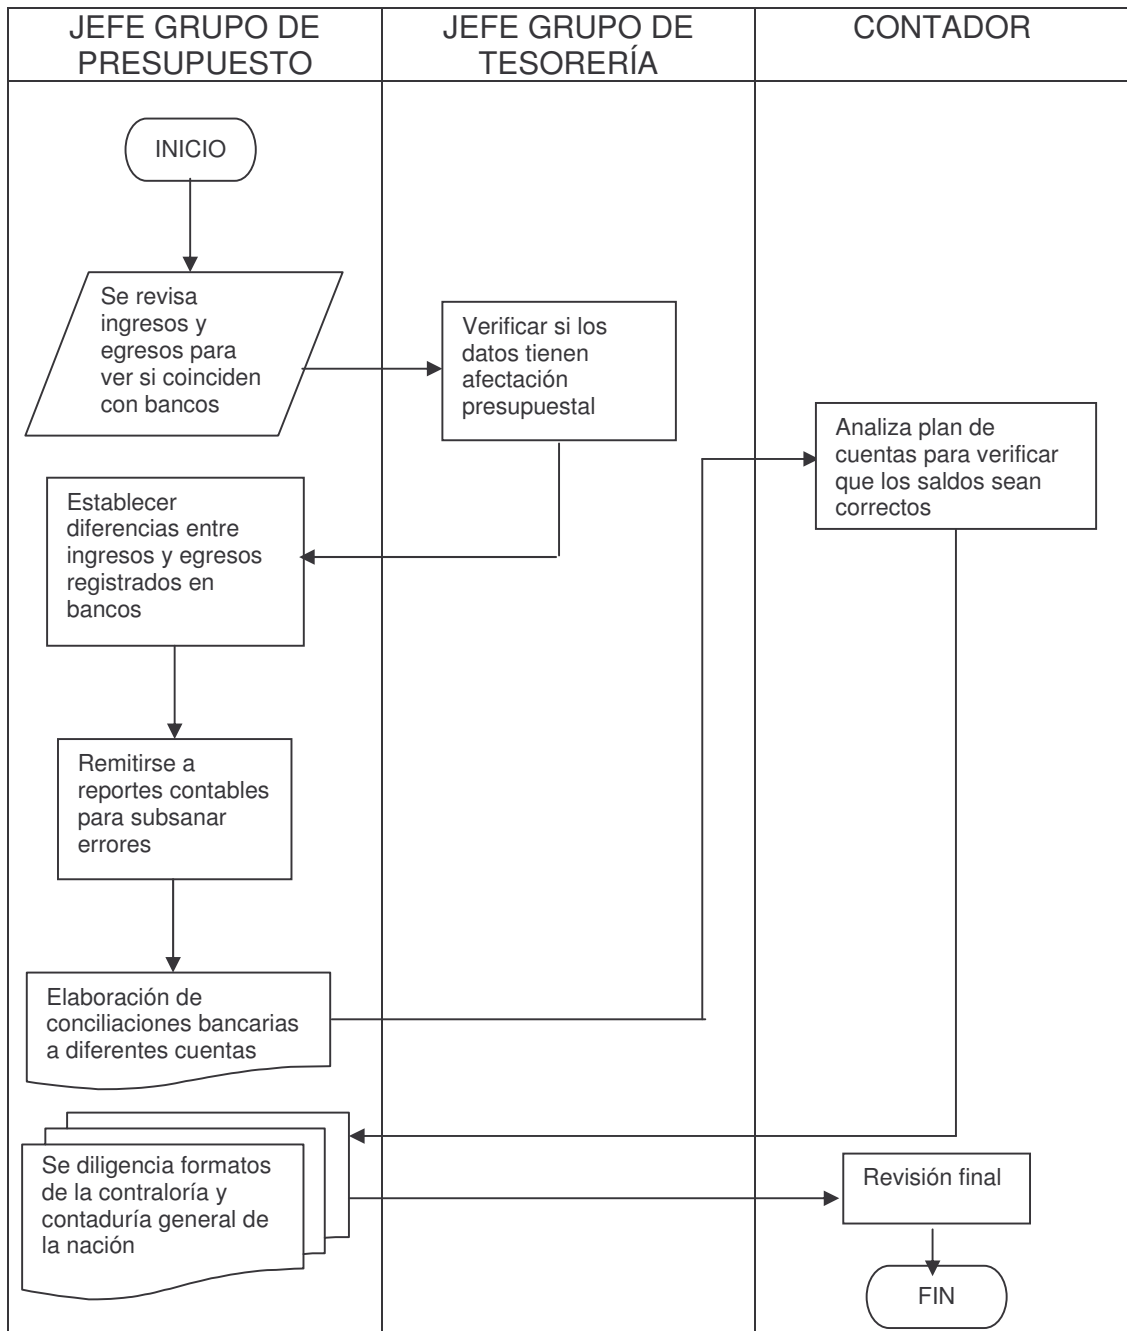 JEFE GRUPO DE
PRESUPUESTO
JEFE GRUPO DE
TESORERÍA
CONTADOR
INICIO
Se revisa
ingresos y
egresos para
ver si coinciden
con bancos
Verificar si los
datos tienen
afectación
presupuestal
Analiza plan de
cuentas para verificar
que los saldos sean
correctos
Establecer
diferencias entre
ingresos y egresos
registrados en
bancos
Remitirse a
reportes contables
para subsanar
errores
Elaboración de
conciliaciones bancarias
a diferentes cuentas
Se diligencia formatos
de la contraloría y
contaduría general de
la nación
Revisión final
FIN